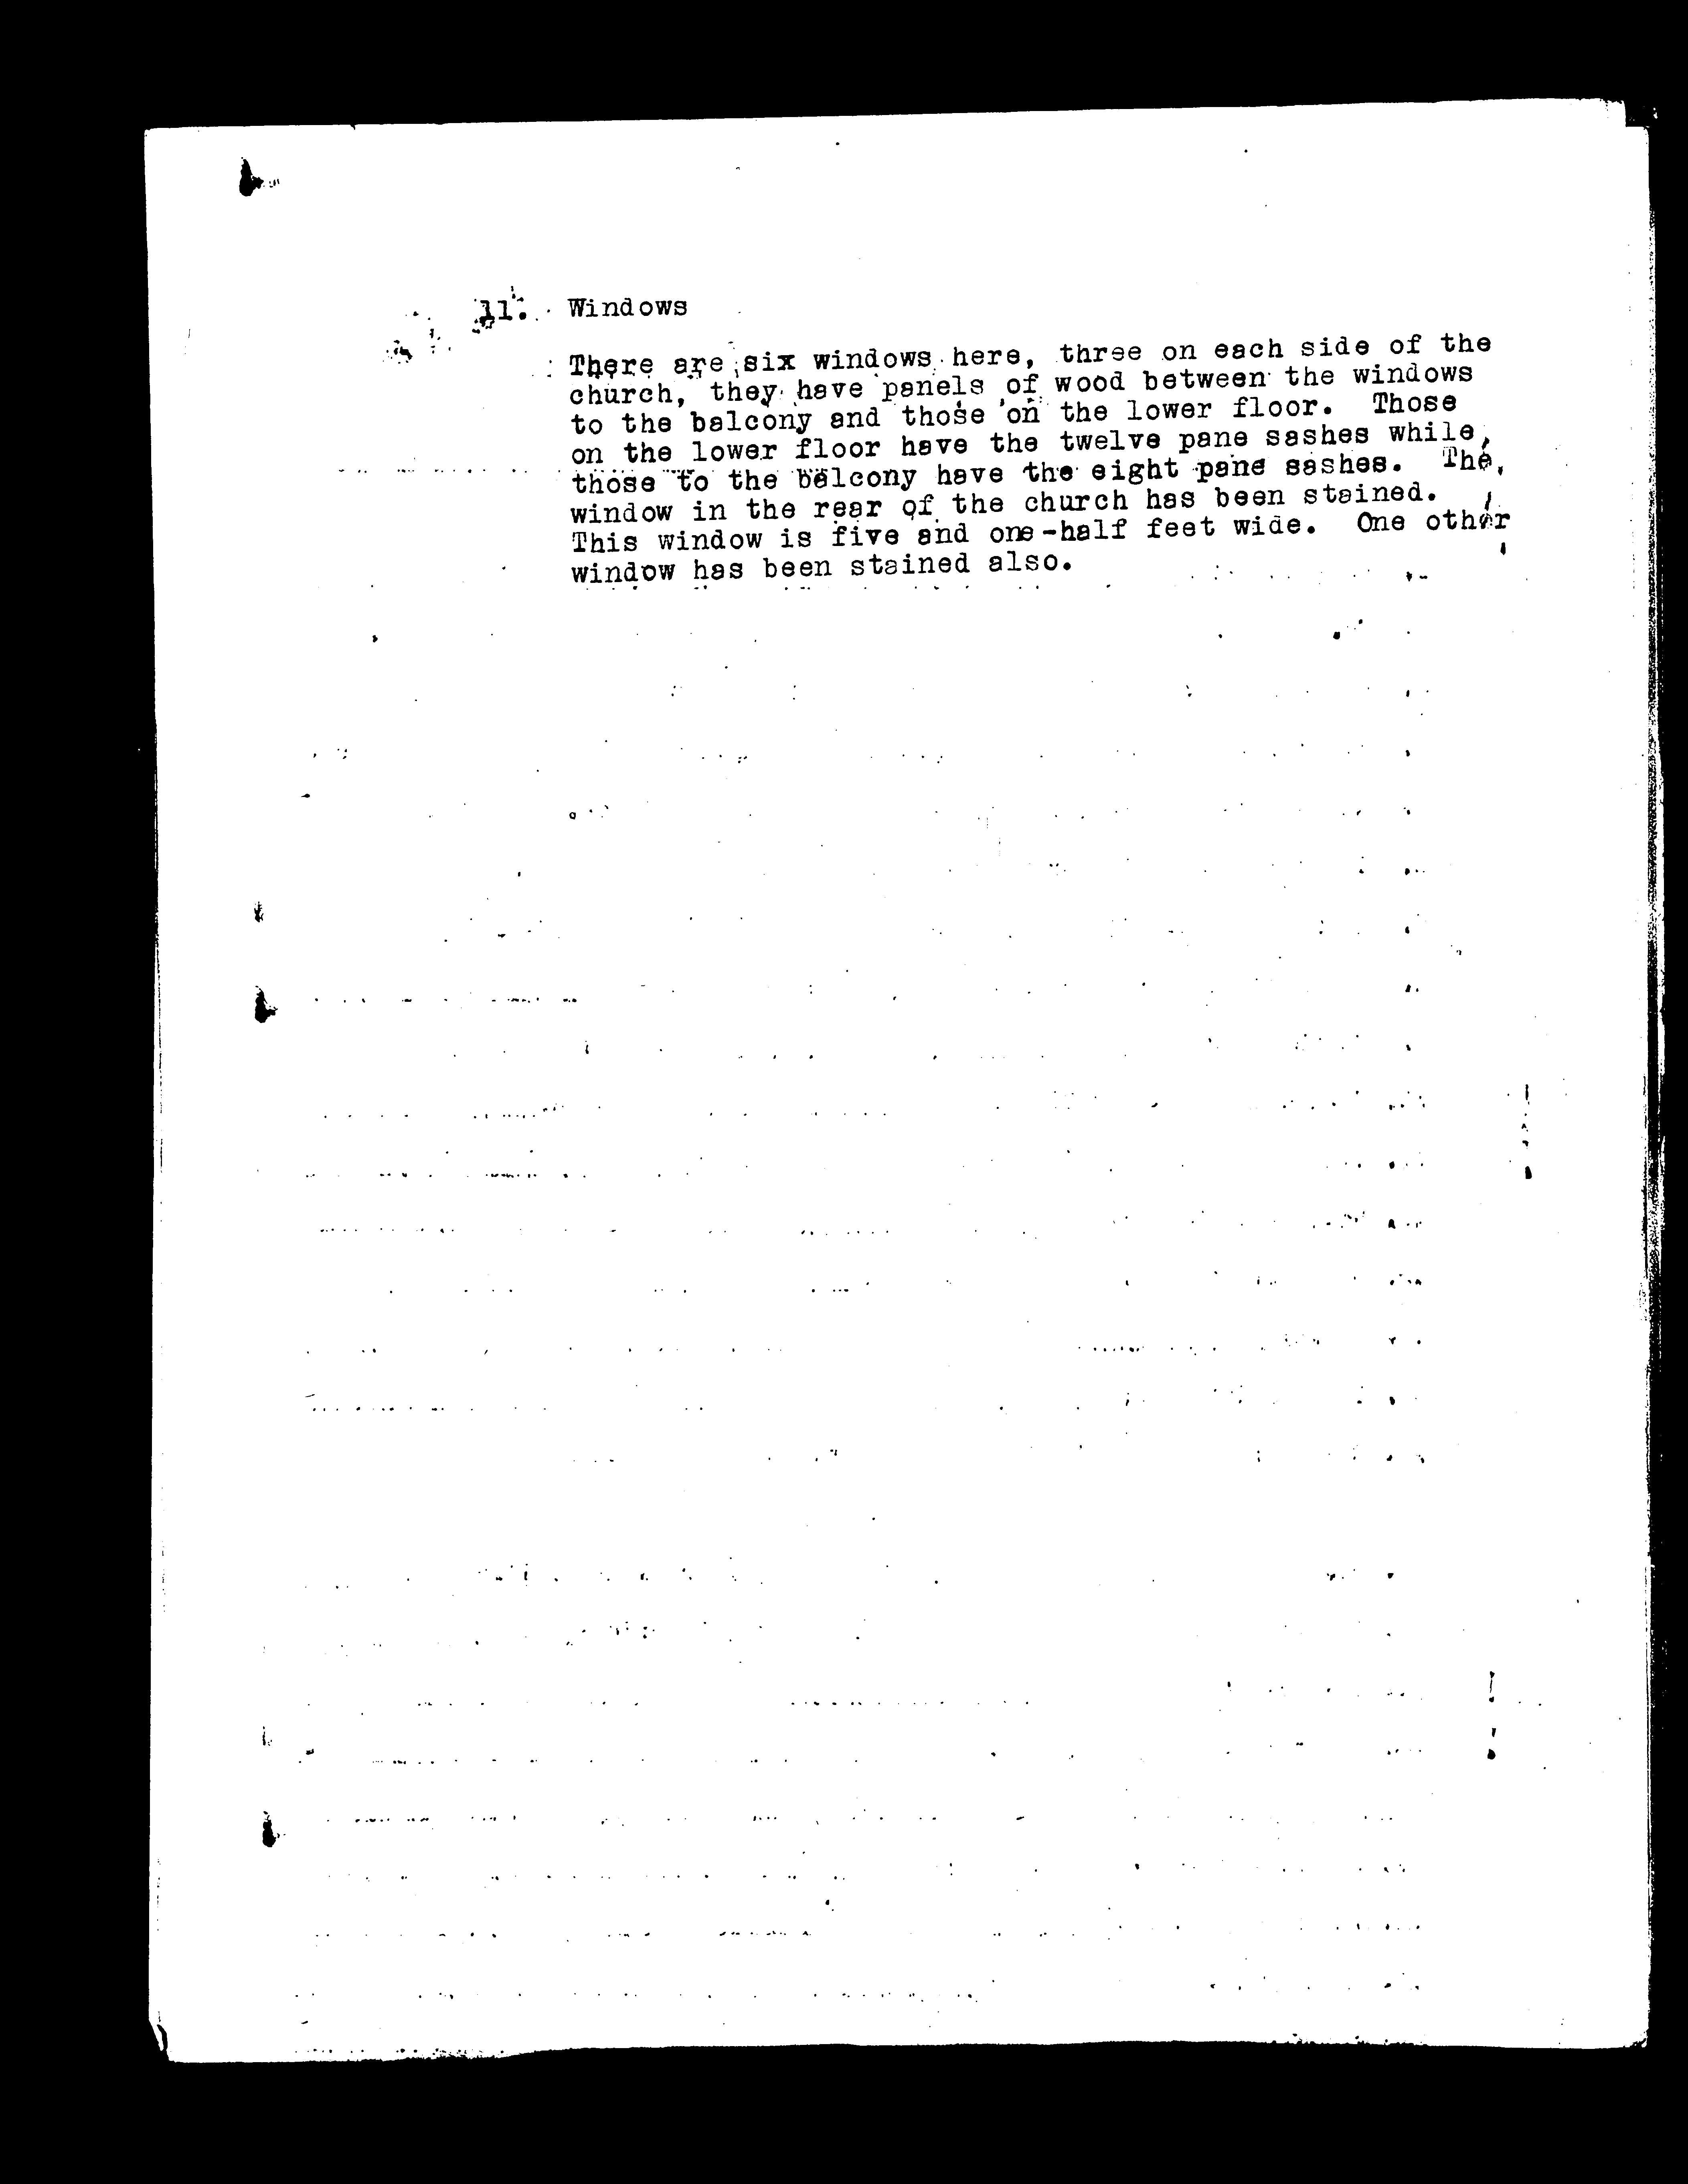 11. Windows
There are six windows here, three on each side of the
church, they have panels of wood between the windows
to the balcony and those on the lower floor. Those
on the lower floor have the twelve pane sashes while
those to the balcony have the eight pane sashes. The
window in the rear of the church has been stained.
This window is five and one-half feet wide. One other
window has been stained also.